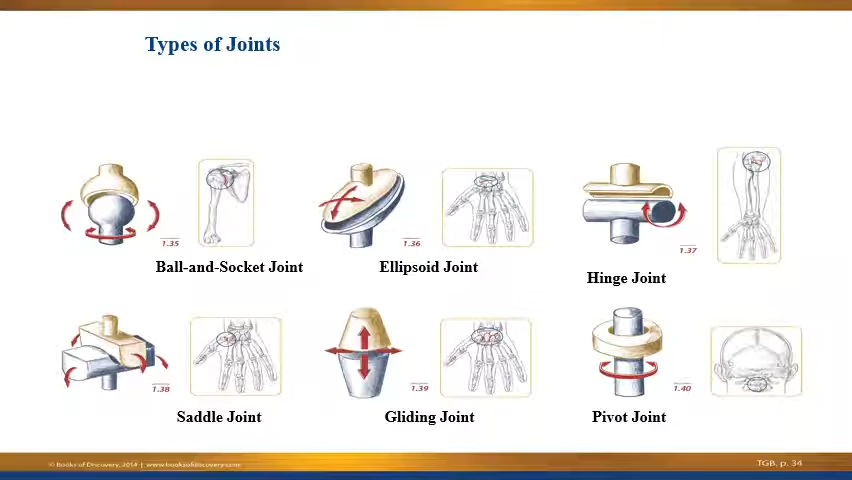 Types of Joints
1.35
1.36
1.37
Ball-and-Socket Joint
Ellipsoid Joint
Hinge Joint
1.38
1.39
1.40
Saddle Joint
Gliding Joint
Pivot Joint
© Books of Discovery, 2014 | www.booksofdiscovery.com
TGB, p. 34